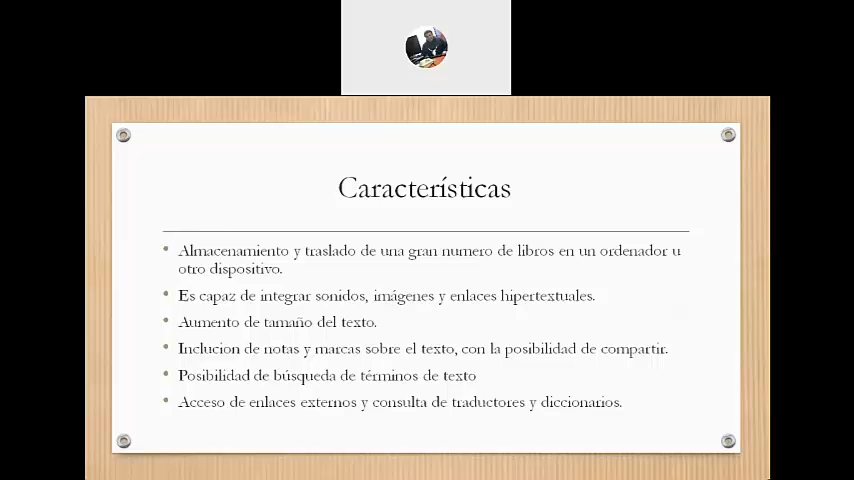 Características
Almacenamiento y traslado de una gran numero de libros en un ordenador u
otro dispositivo.
Es capaz de integrar sonidos, imágenes y enlaces hipertextuales.
Aumento de tamaño del texto.
Inclucion de notas y marcas sobre el texto, con la posibilidad de compartir.
Posibilidad de búsqueda de términos de texto
Acceso de enlaces externos y consulta de traductores y diccionarios.